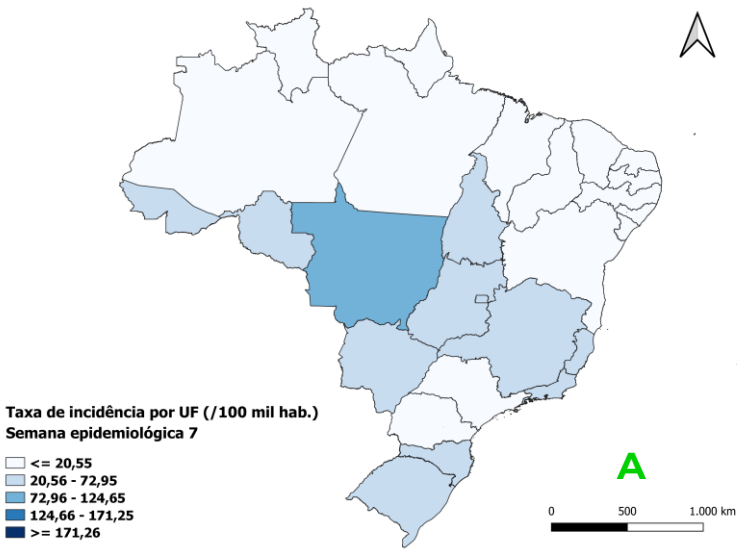 Taxa de incidência por UF (/100 mil hab.)
Semana epidemiológica 7
<= 20,55
20,56 - 72,95
72,96 - 124,65
124,66 - 171,25
>= 171,26
A
0 500 1.000 km